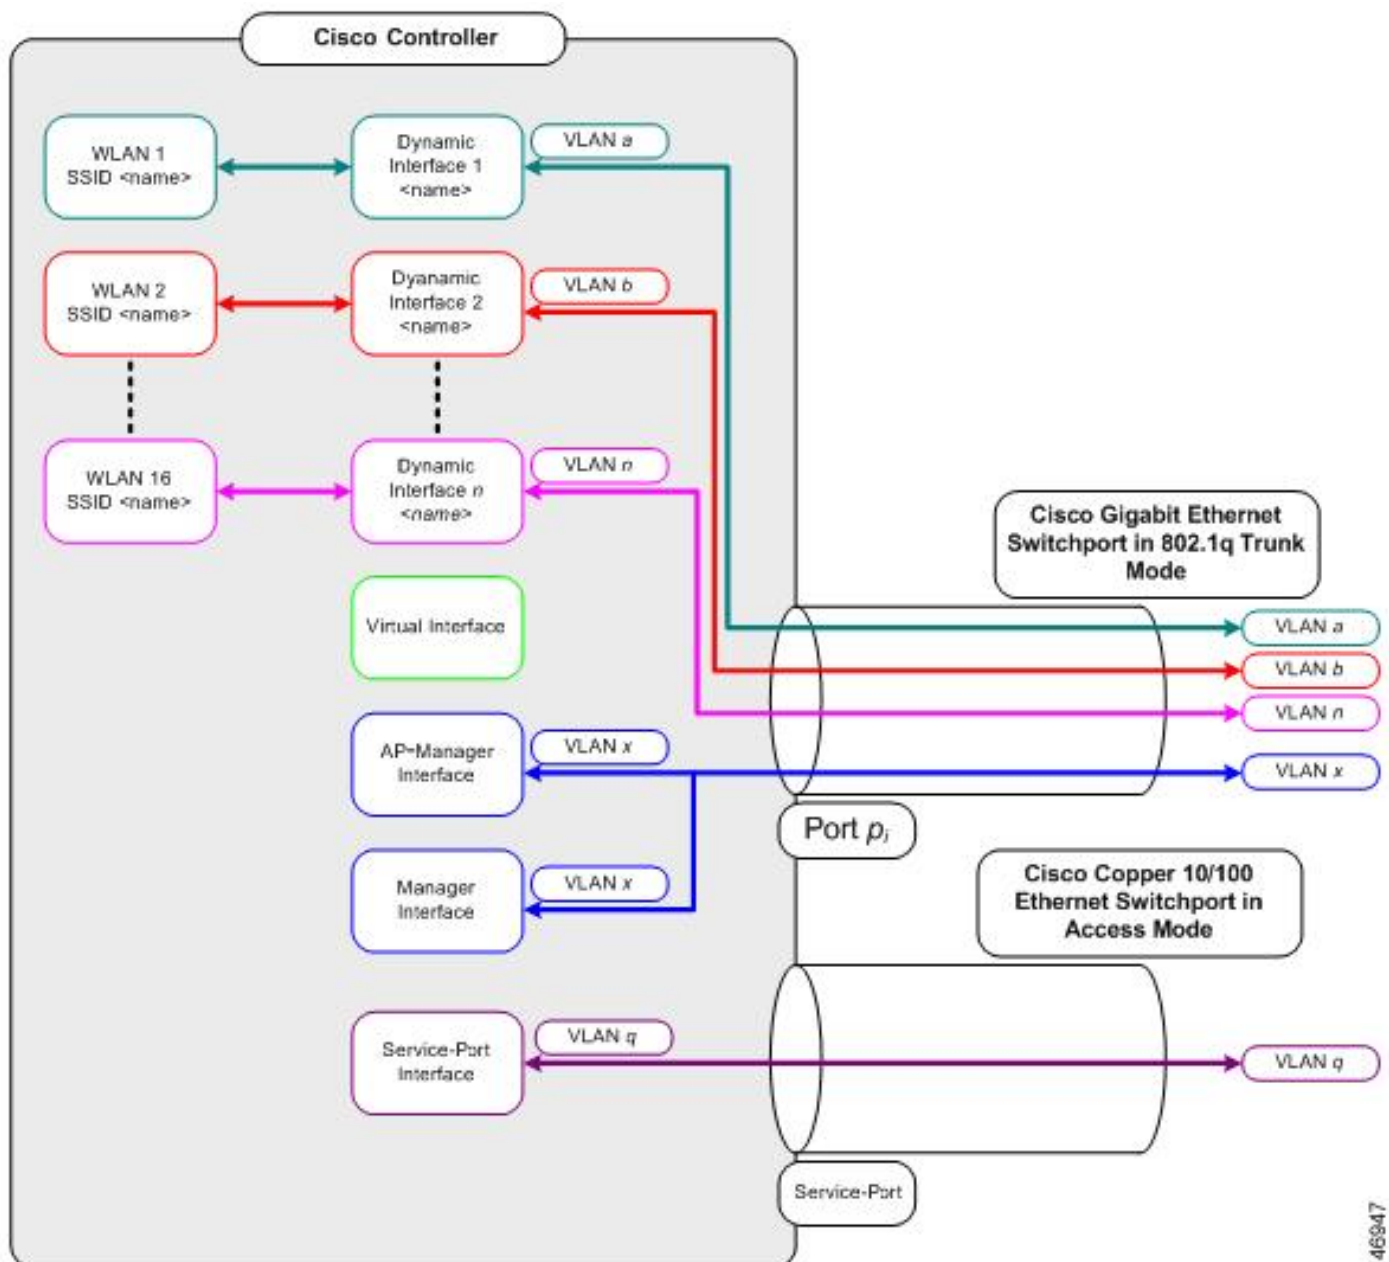 Cisco Controller
WLAN 1
SSID <name>
Dynamic
Interface 1
<name>
VLAN a
WLAN 2
SSID <name>
Dyanamic
Interface 2
<name>
VLAN b
WLAN 16
SSID <name>
Dynamic
Interface n
<name>
VLAN n
Cisco Gigabit Ethernet
Switchport in 802.1q Trunk
Mode
Virtual Interface
VLAN a
VLAN b
VLAN n
AP-Manager
Interface
VLAN x
VLAN x
Port pi
Manager
Interface
VLAN x
Cisco Copper 10/100
Ethernet Switchport in
Access Mode
Service-Port
Interface
VLAN q
VLAN q
Service-Port
46947